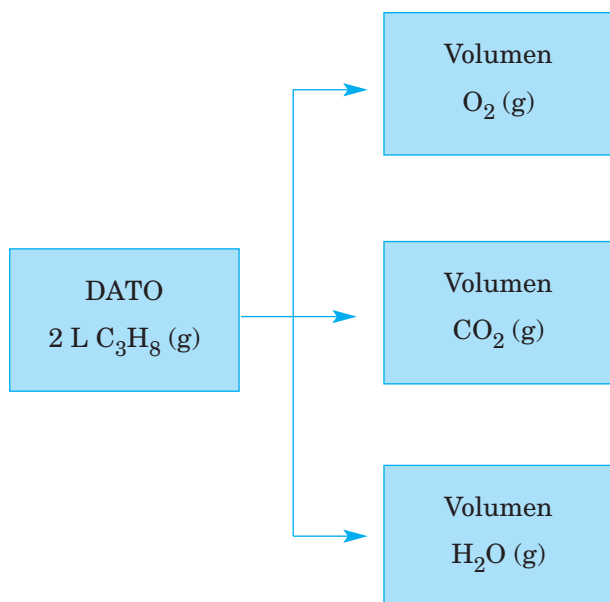 Volumen
O₂ (g)
DATO
2 L C₃H₈ (g)
Volumen
CO₂ (g)
Volumen
H₂O (g)